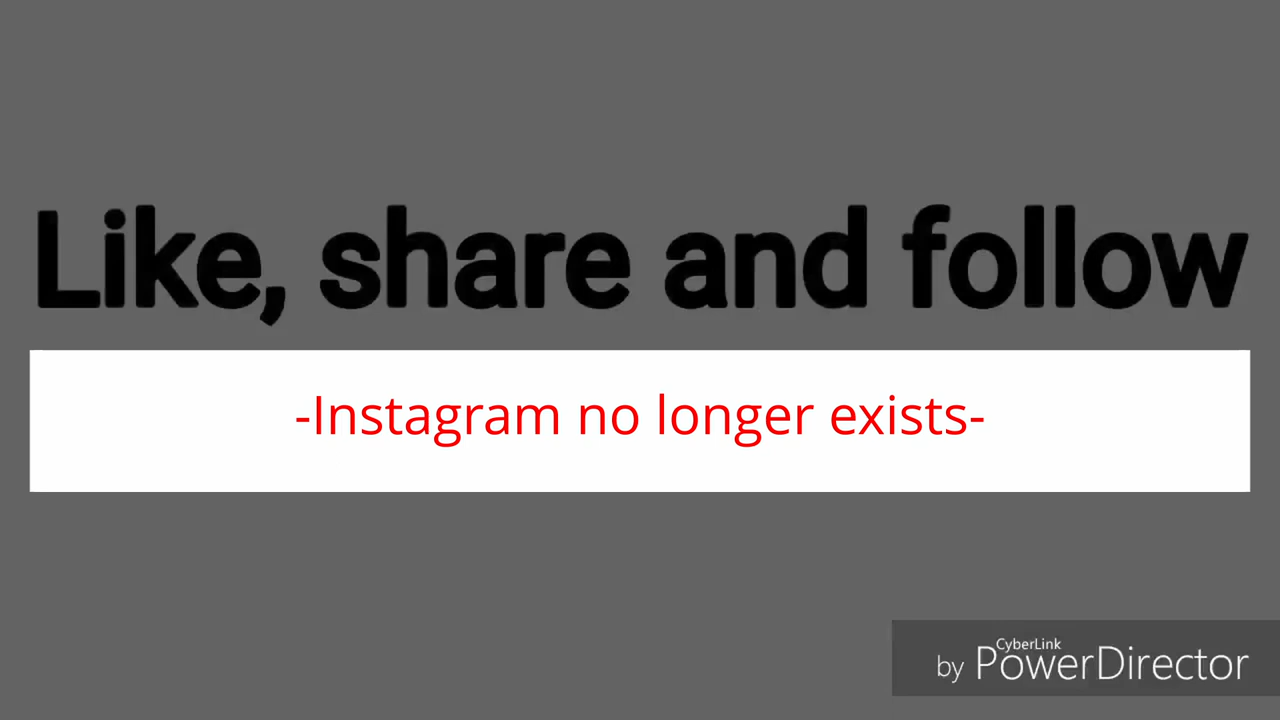 Like, share and follow
-Instagram no longer exists-
CyberLink
by PowerDirector